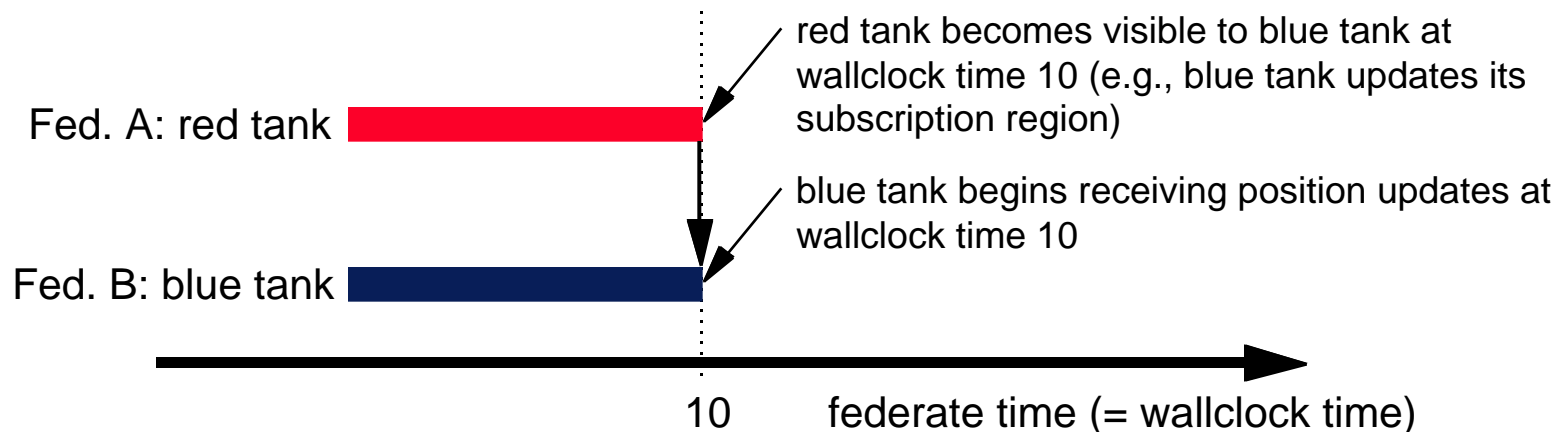 red tank becomes visible to blue tank at
wallclock time 10 (e.g., blue tank updates its
subscription region)
Fed. A: red tank
blue tank begins receiving position updates at
wallclock time 10
Fed. B: blue tank
10
federate time (= wallclock time)